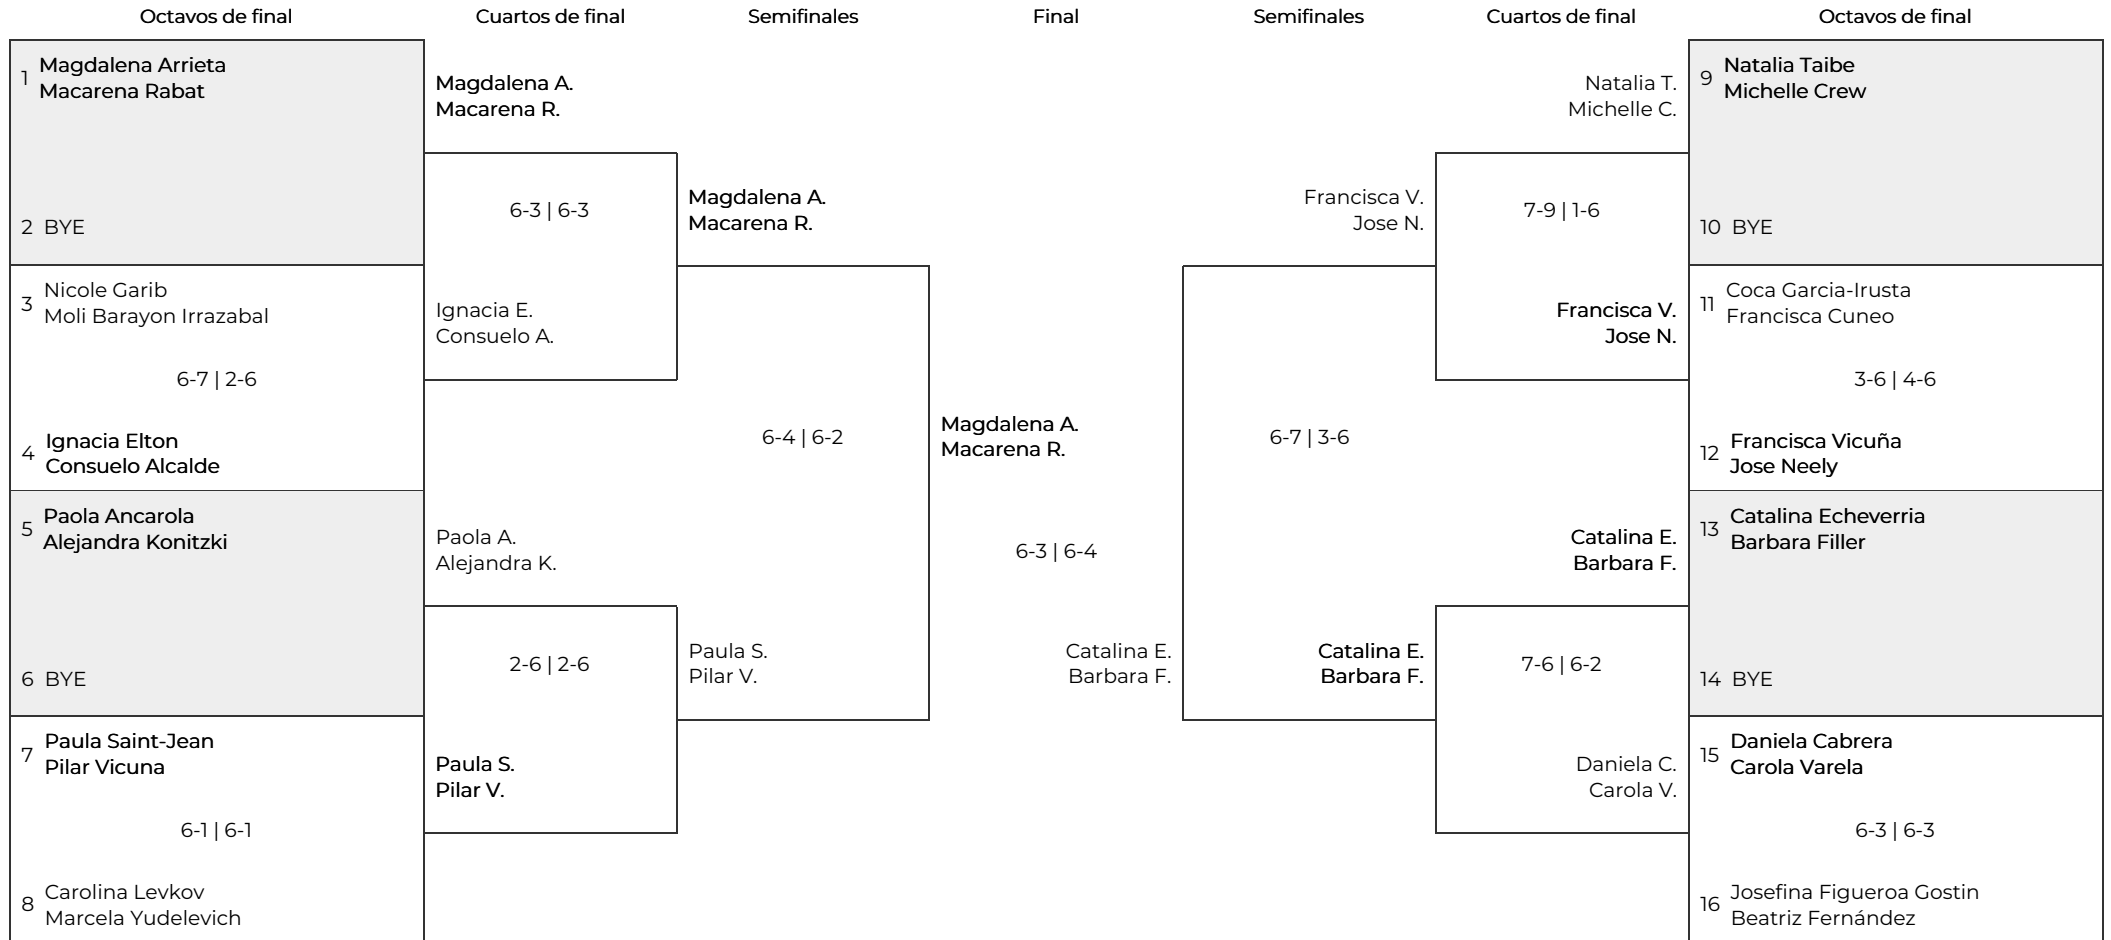 Octavos de final
Cuartos de final
Semifinales
Final
Semifinales
Cuartos de final
Octavos de final
1
Magdalena Arrieta
Macarena Rabat
2 BYE
3
Nicole Garib
Moli Barayon Irrazabal
6-7 | 2-6
4
Ignacia Elton
Consuelo Alcalde
5
Paola Ancarola
Alejandra Konitzki
6 BYE
7
Paula Saint-Jean
Pilar Vicuna
6-1 | 6-1
8
Carolina Levkov
Marcela Yudelevich
Magdalena A.
Macarena R.
6-3 | 6-3
Ignacia E.
Consuelo A.
Paola A.
Alejandra K.
2-6 | 2-6
Paula S.
Pilar V.
Magdalena A.
Macarena R.
6-4 | 6-2
Paula S.
Pilar V.
Magdalena A.
Macarena R.
6-3 | 6-4
Catalina E.
Barbara F.
Francisca V.
Jose N.
6-7 | 3-6
Catalina E.
Barbara F.
Natalia T.
Michelle C.
7-9 | 1-6
Francisca V.
Jose N.
Catalina E.
Barbara F.
7-6 | 6-2
Daniela C.
Carola V.
9
Natalia Taibe
Michelle Crew
10 BYE
11
Coca Garcia-Irusta
Francisca Cuneo
3-6 | 4-6
12
Francisca Vicuña
Jose Neely
13
Catalina Echeverria
Barbara Filler
14 BYE
15
Daniela Cabrera
Carola Varela
6-3 | 6-3
16
Josefina Figueroa Gostin
Beatriz Fernández